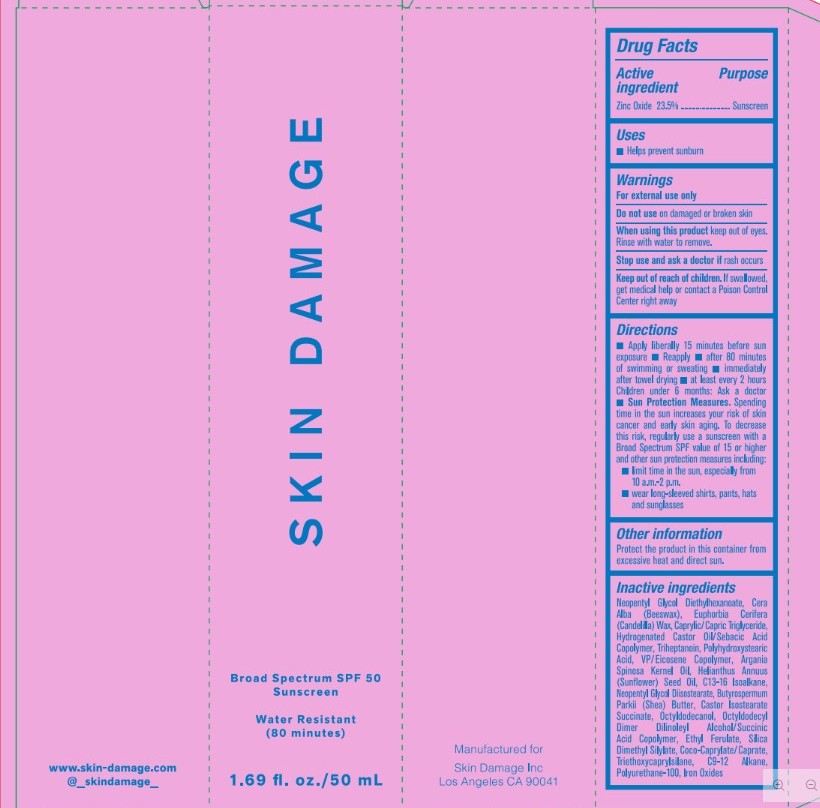 www.skin-damage.com
@_skindamage_
SKIN DAMAGE
Broad Spectrum SPF 50
Sunscreen
Water Resistant
(80 minutes)
1.69 fl. oz./50 mL
Manufactured for
Skin Damage Inc
Los Angeles CA 90041
Drug Facts
Active Purpose
ingredient
Zinc Oxide 23.5% .................... Sunscreen
Uses
■ Helps prevent sunburn
Warnings
For external use only
Do not use on damaged or broken skin
When using this product keep out of eyes.
Rinse with water to remove.
Stop use and ask a doctor if rash occurs
Keep out of reach of children. If swallowed,
get medical help or contact a Poison Control
Center right away
Directions
■ Apply liberally 15 minutes before sun
exposure ■ Reapply ■ after 80 minutes
of swimming or sweating ■ immediately
after towel drying ■ at least every 2 hours
Children under 6 months: Ask a doctor
■ Sun Protection Measures. Spending
time in the sun increases your risk of skin
cancer and early skin aging. To decrease
this risk, regularly use a sunscreen with a
Broad Spectrum SPF value of 15 or higher
and other sun protection measures including:
■ limit time in the sun, especially from
10 a.m.-2 p.m.
■ wear long-sleeved shirts, pants, hats
and sunglasses
Other information
Protect the product in this container from
excessive heat and direct sun.
Inactive ingredients
Neopentyl Glycol Diethylhexanoate, Cera
Alba (Beeswax), Euphorbia Cerifera
(Candelilla) Wax, Caprylic/Capric Triglyceride,
Hydrogenated Castor Oil/Sebacic Acid
Copolymer, Triheptanoin, Polyhydroxystearic
Acid, VP/Eicosene Copolymer, Argania
Spinosa Kernel Oil, Helianthus Annuus
(Sunflower) Seed Oil, C13-16 Isoalkane,
Neopentyl Glycol Diisostearate, Butyrospermum
Parkii (Shea) Butter, Castor Isostearate
Succinate, Octyldodecanol, Octyldodecyl
Dimer Dilinoleyl Alcohol/Succinic
Acid Copolymer, Ethyl Ferulate, Silica
Dimethyl Silylate, Coco-Caprylate/Caprate,
Triethoxycaprylsilane, C9-12 Alkane,
Polyurethane-100, Iron Oxides